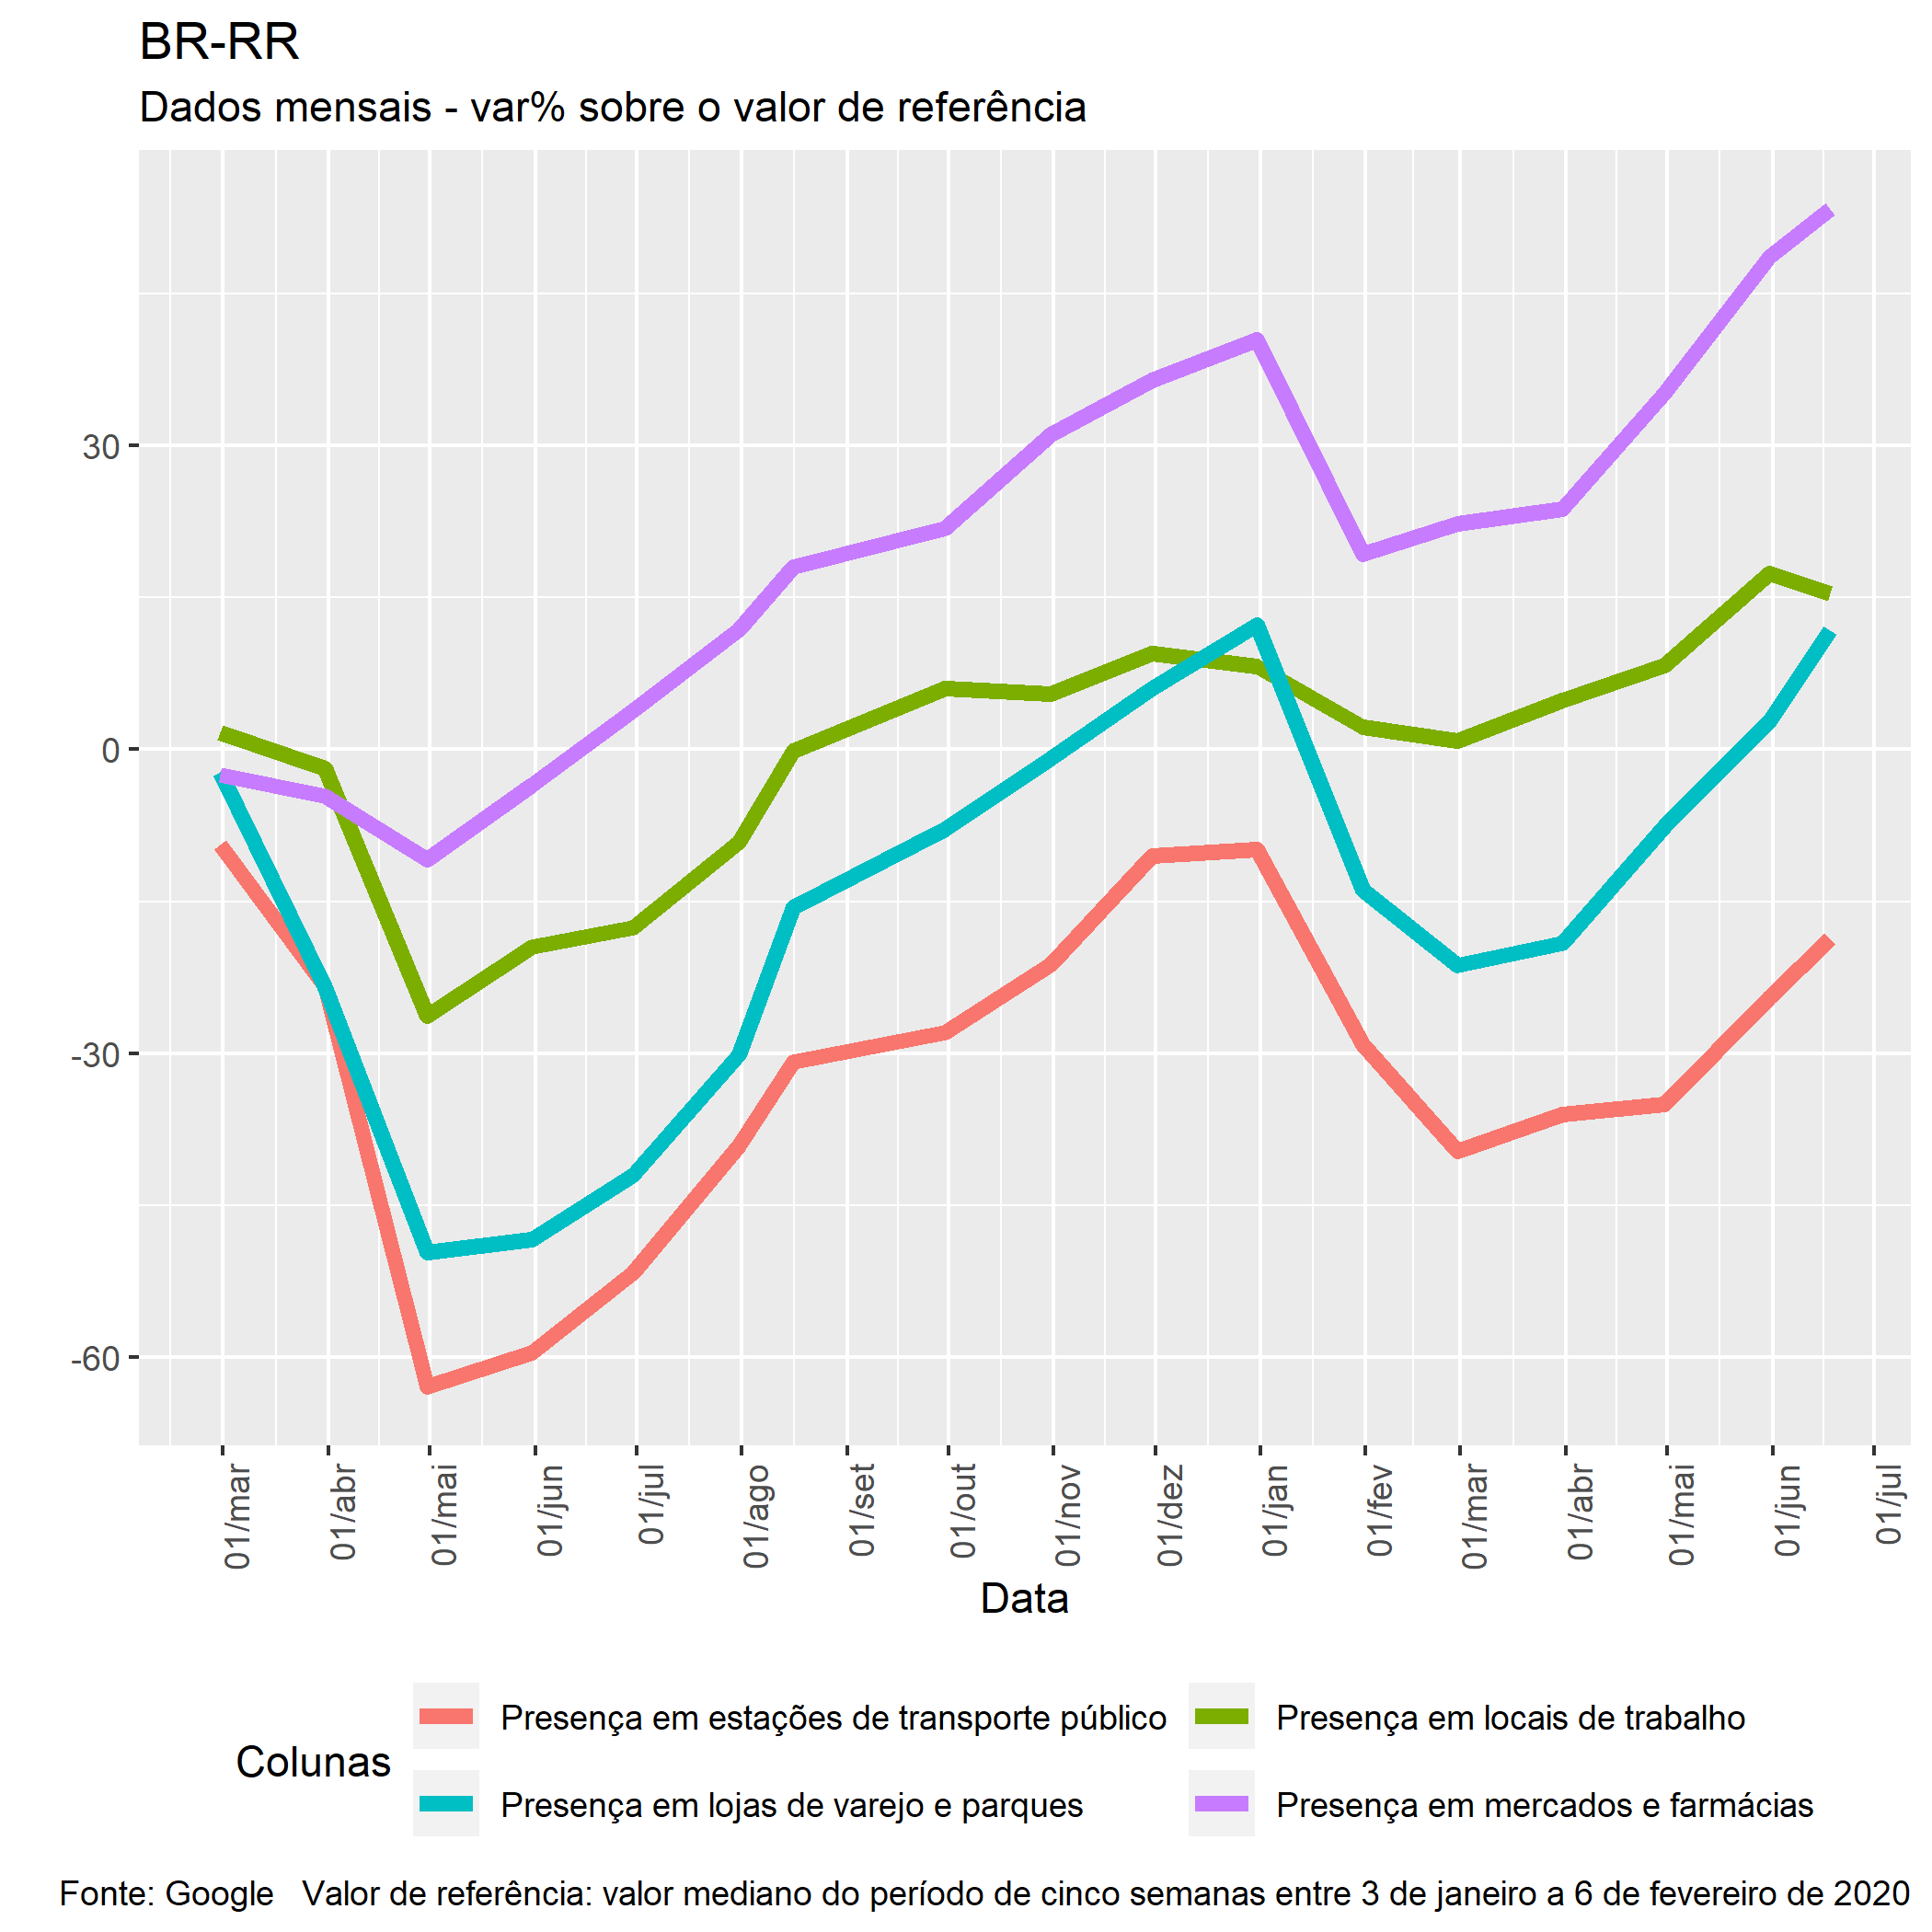 BR-RR
Dados mensais - var% sobre o valor de referência
30
0
-30
-60
01/mar
01/abr
01/mai
01/jun
01/jul
01/ago
01/set
01/out
01/nov
01/dez
01/jan
01/fev
01/mar
01/abr
01/mai
01/jun
01/jul
Data
Colunas
Presença em estações de transporte público
Presença em locais de trabalho
Presença em lojas de varejo e parques
Presença em mercados e farmácias
Fonte: Google   Valor de referência: valor mediano do período de cinco semanas entre 3 de janeiro a 6 de fevereiro de 2020